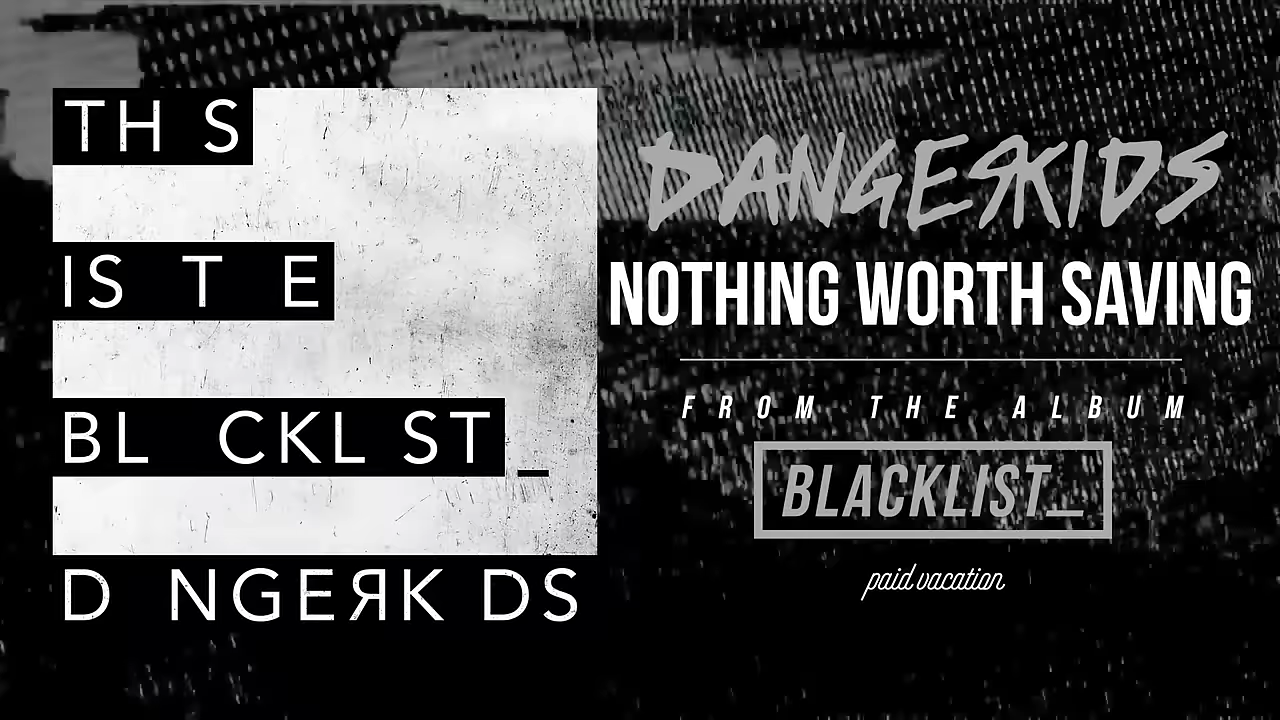 TH S
IS T E
BL CKL ST_
D NGEЯK DS
DANGEЯKIDS
NOTHING WORTH SAVING
FROM THE ALBUM
BLACKLIST_
paid vacation